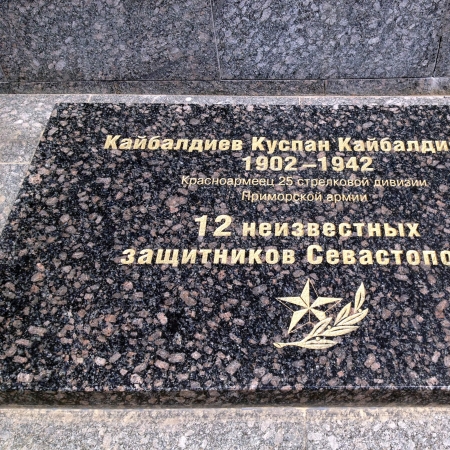 Кайбалдиев Куспан Кайбалди
1902–1942
Красноармеец 25 стрелковой дивизии
Приморской армии
12 неизвестных
защитников Севастопо